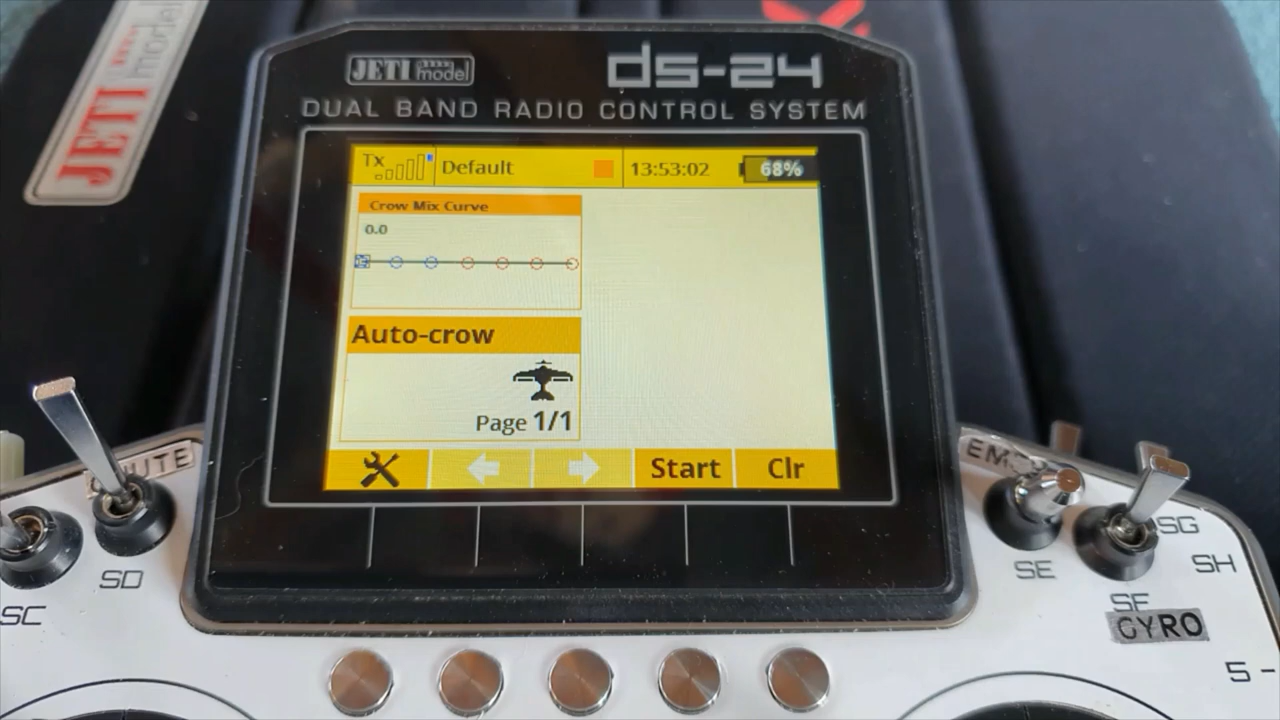 JETI model
JETI model
ds-24
DUAL BAND RADIO CONTROL SYSTEM
Tx
Default
13:53:02
68%
Crow Mix Curve
0.0
Auto-crow
Page 1/1
Start
Clr
SD
SC
SE
SG
SH
SF
GYRO
5 -